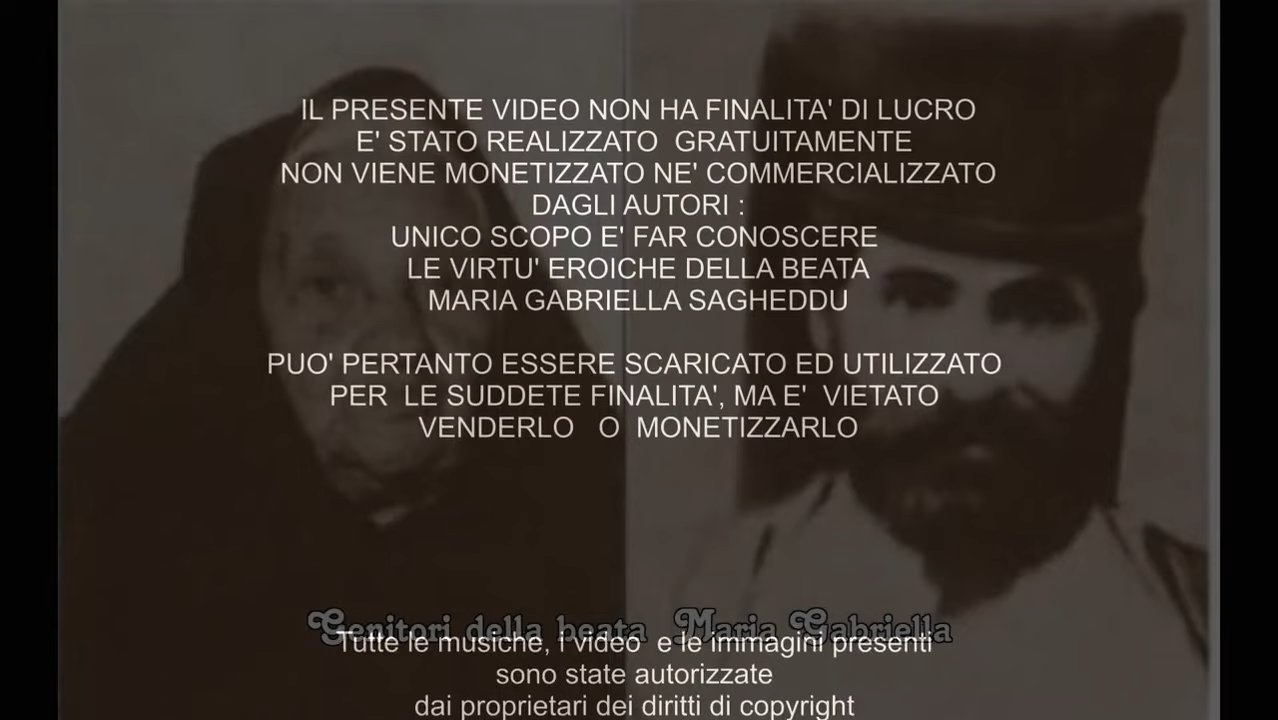 IL PRESENTE VIDEO NON HA FINALITA' DI LUCRO
E' STATO REALIZZATO GRATUITAMENTE
NON VIENE MONETIZZATO NE' COMMERCIALIZZATO
DAGLI AUTORI :
UNICO SCOPO E' FAR CONOSCERE
LE VIRTU' EROICHE DELLA BEATA
MARIA GABRIELLA SAGHEDDU
PUO' PERTANTO ESSERE SCARICATO ED UTILIZZATO
PER LE SUDDETE FINALITA', MA E' VIETATO
VENDERLO O MONETIZZARLO
Genitori della beata Maria Gabriella
Tutte le musiche, i video e le immagini presenti
sono state autorizzate
dai proprietari dei diritti di copyright